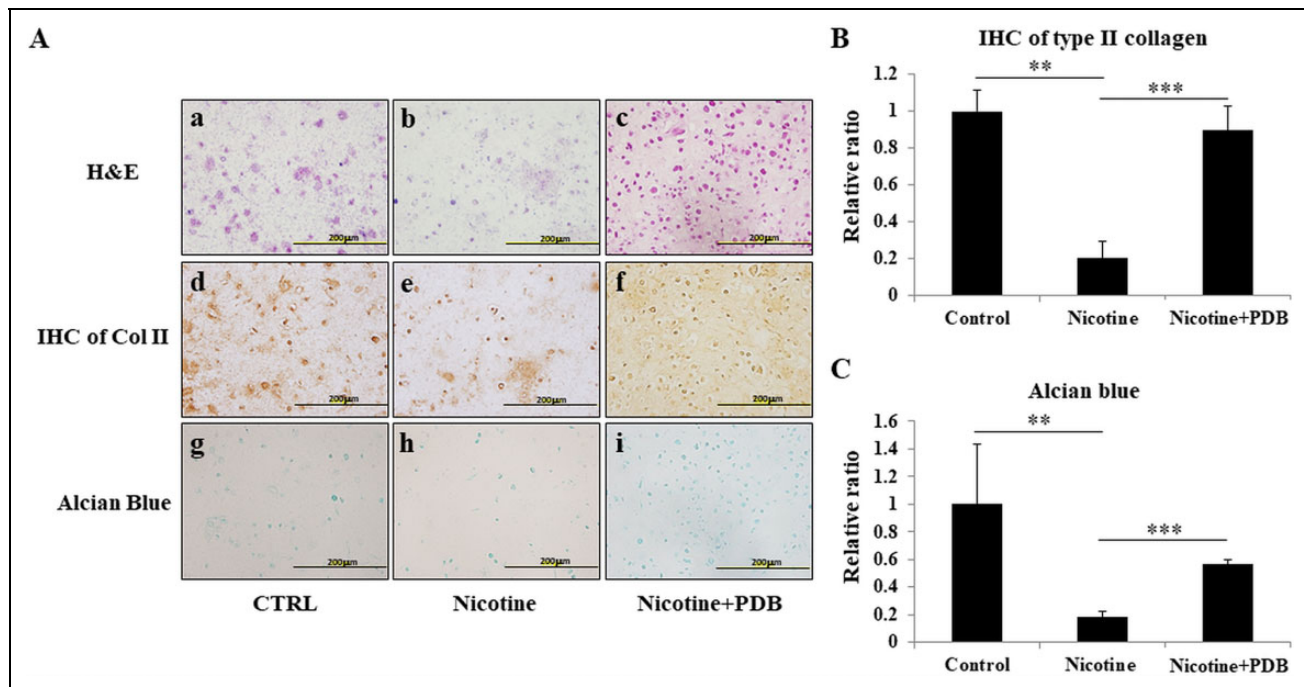 A
a
b
c
H&E
200μm
200μm
200μm
d
e
f
IHC of Col II
200μm
200μm
200μm
g
h
i
Alcian Blue
200μm
200μm
200μm
CTRL
Nicotine
Nicotine+PDB
B
IHC of type II collagen
**
***
Relative ratio
1.2
1
0.8
0.6
0.4
0.2
0
Control
Nicotine
Nicotine+PDB
C
Alcian blue
**
***
Relative ratio
1.6
1.4
1.2
1
0.8
0.6
0.4
0.2
0
Control
Nicotine
Nicotine+PDB